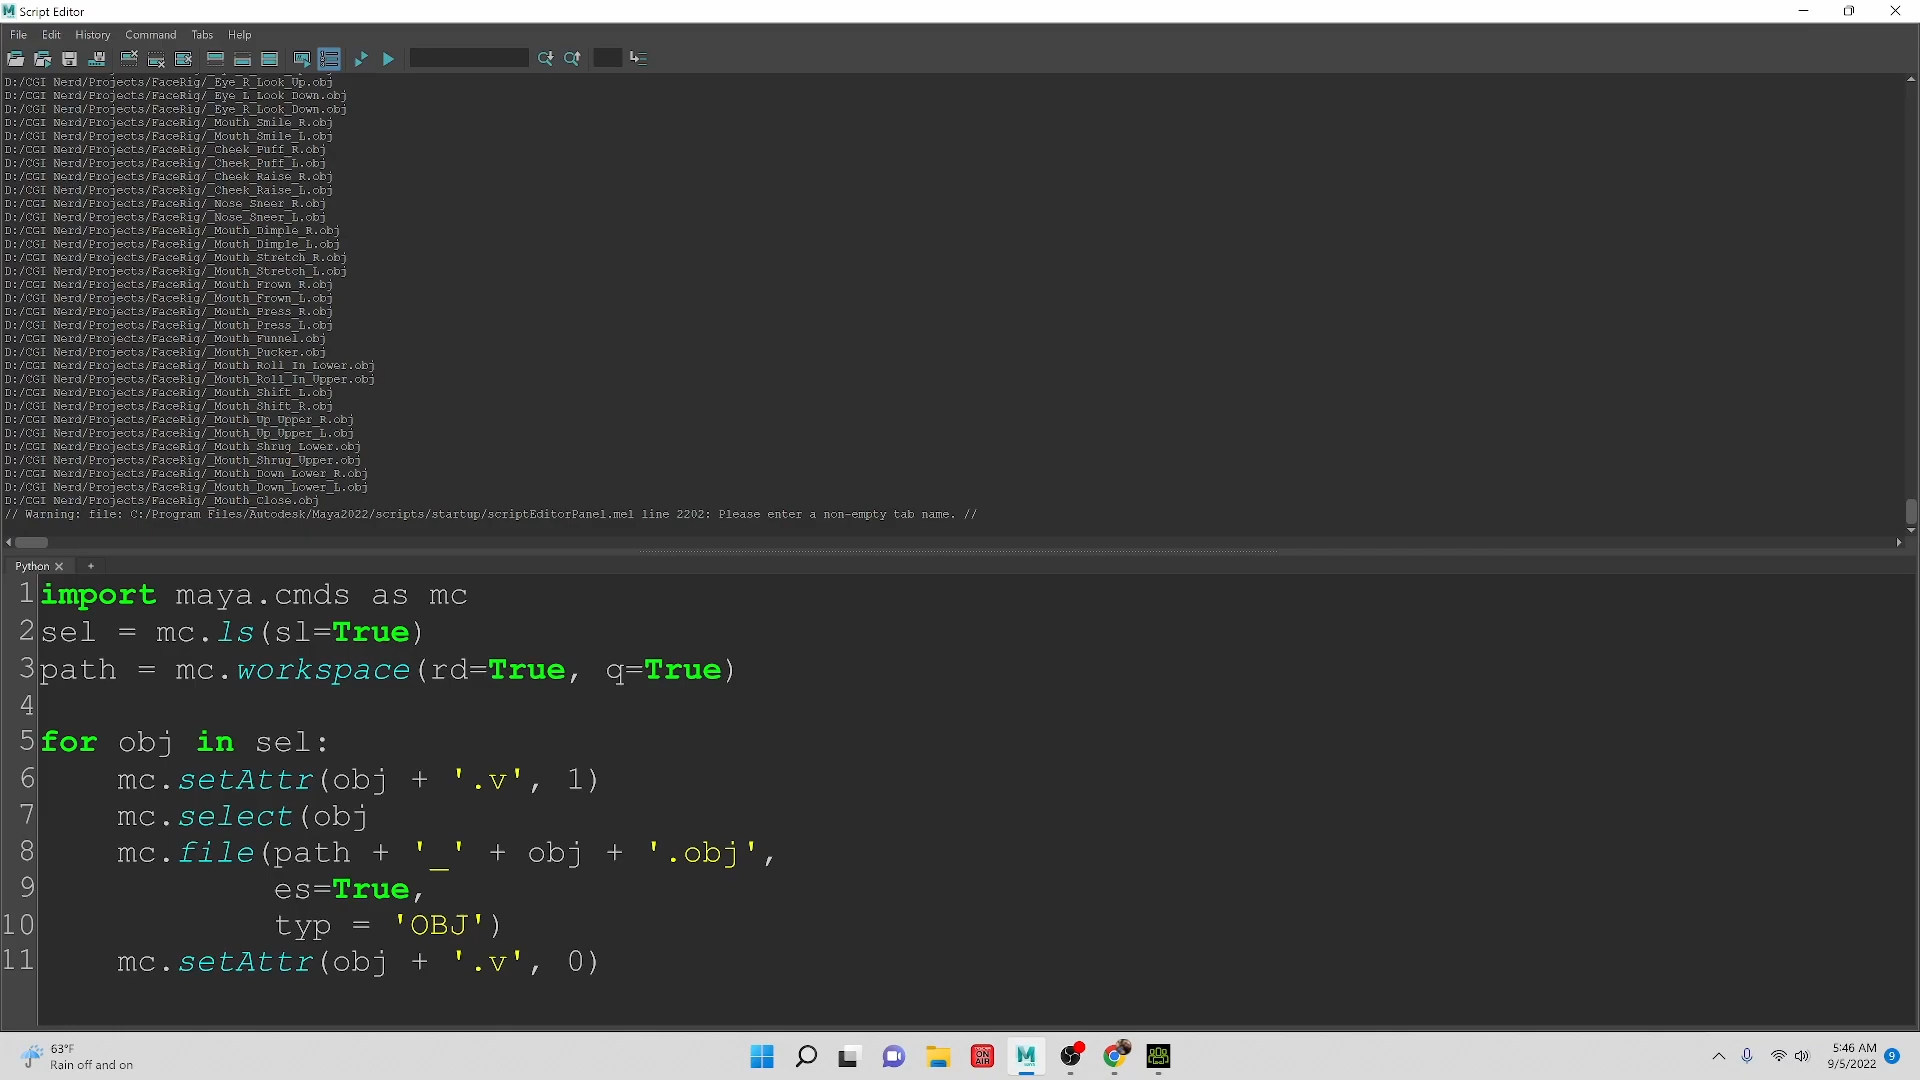 Script Editor
File Edit History Command Tabs Help
D:/CGI Nerd/Projects/FaceRig/_Eye_R_Look_Up.obj
D:/CGI Nerd/Projects/FaceRig/_Eye_L_Look_Down.obj
D:/CGI Nerd/Projects/FaceRig/_Eye_R_Look_Down.obj
D:/CGI Nerd/Projects/FaceRig/_Mouth_Smile_R.obj
D:/CGI Nerd/Projects/FaceRig/_Mouth_Smile_L.obj
D:/CGI Nerd/Projects/FaceRig/_Cheek_Puff_R.obj
D:/CGI Nerd/Projects/FaceRig/_Cheek_Puff_L.obj
D:/CGI Nerd/Projects/FaceRig/_Cheek_Raise_R.obj
D:/CGI Nerd/Projects/FaceRig/_Cheek_Raise_L.obj
D:/CGI Nerd/Projects/FaceRig/_Nose_Sneer_R.obj
D:/CGI Nerd/Projects/FaceRig/_Nose_Sneer_L.obj
D:/CGI Nerd/Projects/FaceRig/_Mouth_Dimple_R.obj
D:/CGI Nerd/Projects/FaceRig/_Mouth_Dimple_L.obj
D:/CGI Nerd/Projects/FaceRig/_Mouth_Stretch_R.obj
D:/CGI Nerd/Projects/FaceRig/_Mouth_Stretch_L.obj
D:/CGI Nerd/Projects/FaceRig/_Mouth_Frown_R.obj
D:/CGI Nerd/Projects/FaceRig/_Mouth_Frown_L.obj
D:/CGI Nerd/Projects/FaceRig/_Mouth_Press_R.obj
D:/CGI Nerd/Projects/FaceRig/_Mouth_Press_L.obj
D:/CGI Nerd/Projects/FaceRig/_Mouth_Funnel.obj
D:/CGI Nerd/Projects/FaceRig/_Mouth_Pucker.obj
D:/CGI Nerd/Projects/FaceRig/_Mouth_Roll_In_Lower.obj
D:/CGI Nerd/Projects/FaceRig/_Mouth_Roll_In_Upper.obj
D:/CGI Nerd/Projects/FaceRig/_Mouth_Shift_L.obj
D:/CGI Nerd/Projects/FaceRig/_Mouth_Shift_R.obj
D:/CGI Nerd/Projects/FaceRig/_Mouth_Up_Upper_R.obj
D:/CGI Nerd/Projects/FaceRig/_Mouth_Up_Upper_L.obj
D:/CGI Nerd/Projects/FaceRig/_Mouth_Shrug_Lower.obj
D:/CGI Nerd/Projects/FaceRig/_Mouth_Shrug_Upper.obj
D:/CGI Nerd/Projects/FaceRig/_Mouth_Down_Lower_R.obj
D:/CGI Nerd/Projects/FaceRig/_Mouth_Down_Lower_L.obj
D:/CGI Nerd/Projects/FaceRig/_Mouth_Close.obj
// Warning: file: C:/Program Files/Autodesk/Maya2022/scripts/startup/scriptEditorPanel.mel line 2202: Please enter a non-empty tab name. //
Python
1 import maya.cmds as mc
2 sel = mc.ls(sl=True)
3 path = mc.workspace(rd=True, q=True)
4
5 for obj in sel:
6     mc.setAttr(obj + '.v', 1)
7     mc.select(obj
8     mc.file(path + '_' + obj + '.obj',
9             es=True,
10             typ = 'OBJ')
11     mc.setAttr(obj + '.v', 0)
63°F
Rain off and on
ON AIR
5:46 AM
9/5/2022
9